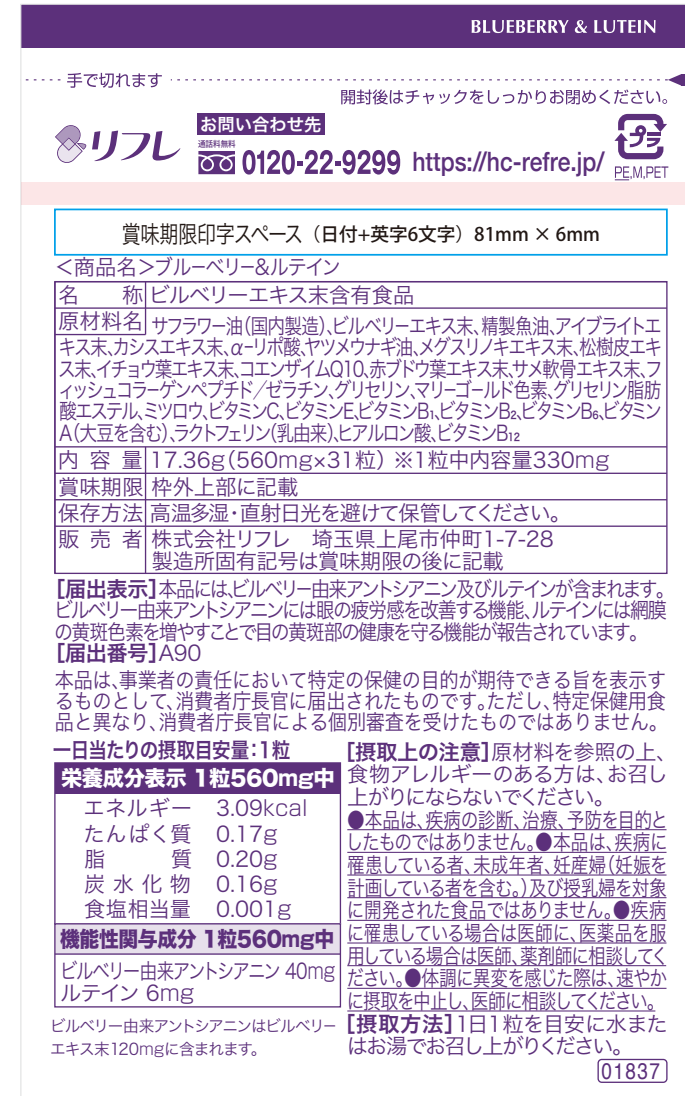 BLUEBERRY & LUTEIN
手で切れます
開封後はチャックをしっかりお閉めください。
リフレ
お問い合わせ先
通話料無料
0120-22-9299 https://hc-refre.jp/
プラ
PE,M,PET
賞味期限印字スペース（日付+英字6文字）81mm × 6mm
＜商品名＞ブルーベリー&ルテイン
名称 ビルベリーエキス末含有食品
原材料名 サフラワー油(国内製造)、ビルベリーエキス末、精製魚油、アイブライトエ
キス末、カシスエキス末、α-リポ酸、ヤツメウナギ油、メグスリノキエキス末、松樹皮エキ
ス末、イチョウ葉エキス末、コエンザイムQ10、赤ブドウ葉エキス末、サメ軟骨エキス末、フ
ィッシュコラーゲンペプチド／ゼラチン、グリセリン、マリーゴールド色素、グリセリン脂肪
酸エステル、ミツロウ、ビタミンC、ビタミンE、ビタミンB₁、ビタミンB₂、ビタミンB₆、ビタミン
A(大豆を含む)、ラクトフェリン(乳由来)、ヒアルロン酸、ビタミンB₁₂
内容量 17.36g(560mg×31粒) ※1粒中内容量330mg
賞味期限 枠外上部に記載
保存方法 高温多湿・直射日光を避けて保管してください。
販売者 株式会社リフレ 埼玉県上尾市仲町1-7-28
製造所固有記号は賞味期限の後に記載
[届出表示]本品には、ビルベリー由来アントシアニン及びルテインが含まれます。
ビルベリー由来アントシアニンには眼の疲労感を改善する機能、ルテインには網膜
の黄斑色素を増やすことで目の黄斑部の健康を守る機能が報告されています。
[届出番号]A90
本品は、事業者の責任において特定の保健の目的が期待できる旨を表示す
るものとして、消費者庁長官に届出されたものです。ただし、特定保健用食
品と異なり、消費者庁長官による個別審査を受けたものではありません。
一日当たりの摂取目安量：1粒
栄養成分表示 1粒560mg中
エネルギー 3.09kcal
たんぱく質 0.17g
脂質 0.20g
炭水化物 0.16g
食塩相当量 0.001g
機能性関与成分 1粒560mg中
ビルベリー由来アントシアニン 40mg
ルテイン 6mg
ビルベリー由来アントシアニンはビルベリー
エキス末120mgに含まれます。
[摂取上の注意]原材料を参照の上、
食物アレルギーのある方は、お召し
上がりにならないでください。
●本品は、疾病の診断、治療、予防を目的と
したものではありません。●本品は、疾病に
罹患している者、未成年者、妊産婦(妊娠を
計画している者を含む。)及び授乳婦を対象
に開発された食品ではありません。●疾病
に罹患している場合は医師に、医薬品を服
用している場合は医師、薬剤師に相談してく
ださい。●体調に異変を感じた際は、速やか
に摂取を中止し、医師に相談してください。
[摂取方法]1日1粒を目安に水また
はお湯でお召し上がりください。
01837